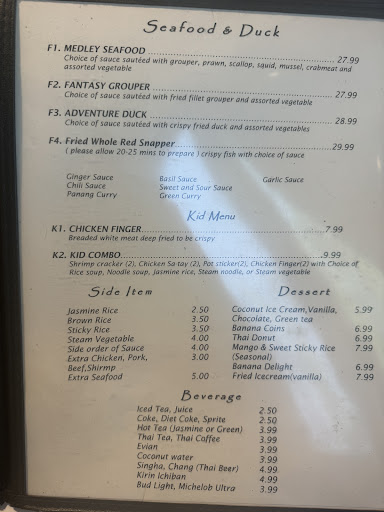 Seafood & Duck
F1. MEDLEY SEAFOOD 27.99
Choice of sauce sautéed with grouper, prawn, scallop, squid, mussel, crabmeat and
assorted vegetable
F2. FANTASY GROUPER 27.99
Choice of sauce sautéed with fried fillet grouper and assorted vegetable
F3. ADVENTURE DUCK 28.99
Choice of sauce sautéed with crispy fried duck and assorted vegetables
F4. Fried Whole Red Snapper 29.99
( please allow 20-25 mins to prepare ) crispy fish with choice of sauce
Ginger Sauce Basil Sauce Garlic Sauce
Chili Sauce Sweet and Sour Sauce
Panang Curry Green Curry
Kid Menu
K1. CHICKEN FINGER 7.99
Breaded white meat deep fried to be crispy
K2. KID COMBO 9.99
Shrimp cracker (2), Chicken Sa-tay (2), Pot sticker(2), Chicken Finger(2) with Choice of
Rice soup, Noodle soup, Jasmine rice, Steam noodle, or Steam vegetable
Side Item
Jasmine Rice 2.50
Brown Rice 3.50
Sticky Rice 3.50
Steam Vegetable 4.00
Side order of Sauce 4.00
Extra Chicken, Pork, 3.00
Beef,Shirmp
Extra Seafood 5.00
Dessert
Coconut Ice Cream,Vanilla, 5.99
Chocolate, Green tea
Banana Coins 6.99
Thai Donut 6.99
Mango & Sweet Sticky Rice 7.99
(Seasonal)
Banana Delight 6.99
Fried Icecream(vanilla) 7.99
Beverage
Iced Tea, Juice 2.50
Coke, Diet Coke, Sprite 2.50
Hot Tea (Jasmine or Green) 3.99
Thai Tea, Thai Coffee 3.99
Evian 3.99
Coconut water 3.99
Singha, Chang (Thai Beer) 4.99
Kirin Ichiban 4.99
Bud Light, Michelob Ultra 3.99